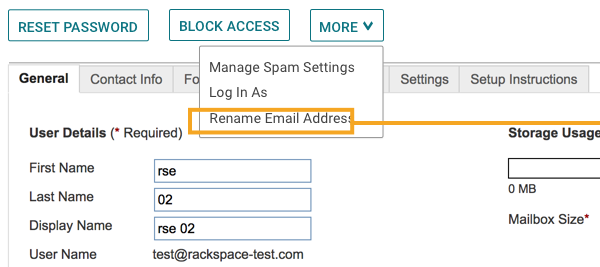 RESET PASSWORD BLOCK ACCESS MORE
Manage Spam Settings
Log In As
Rename Email Address
General Contact Info Fo Settings Setup Instructions
User Details (* Required) Storage Usage
First Name rse
0 MB
Last Name 02
Mailbox Size*
Display Name rse 02
User Name test@rackspace-test.com